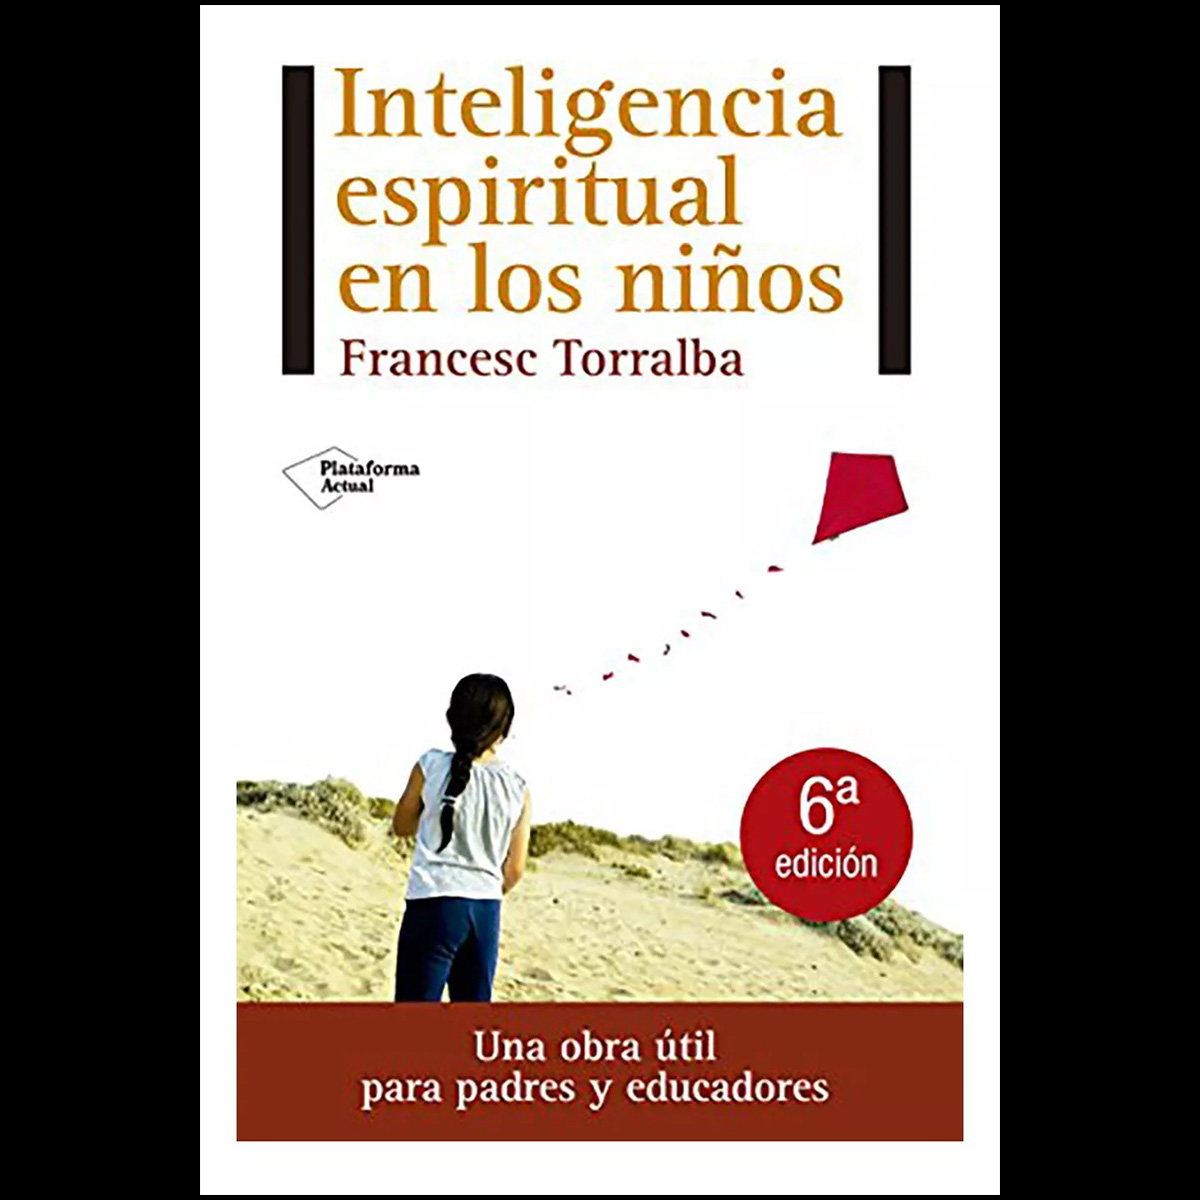 Inteligencia
espiritual
en los niños
Francesc Torralba
Plataforma
Actual
6ª
edición
Una obra útil
para padres y educadores